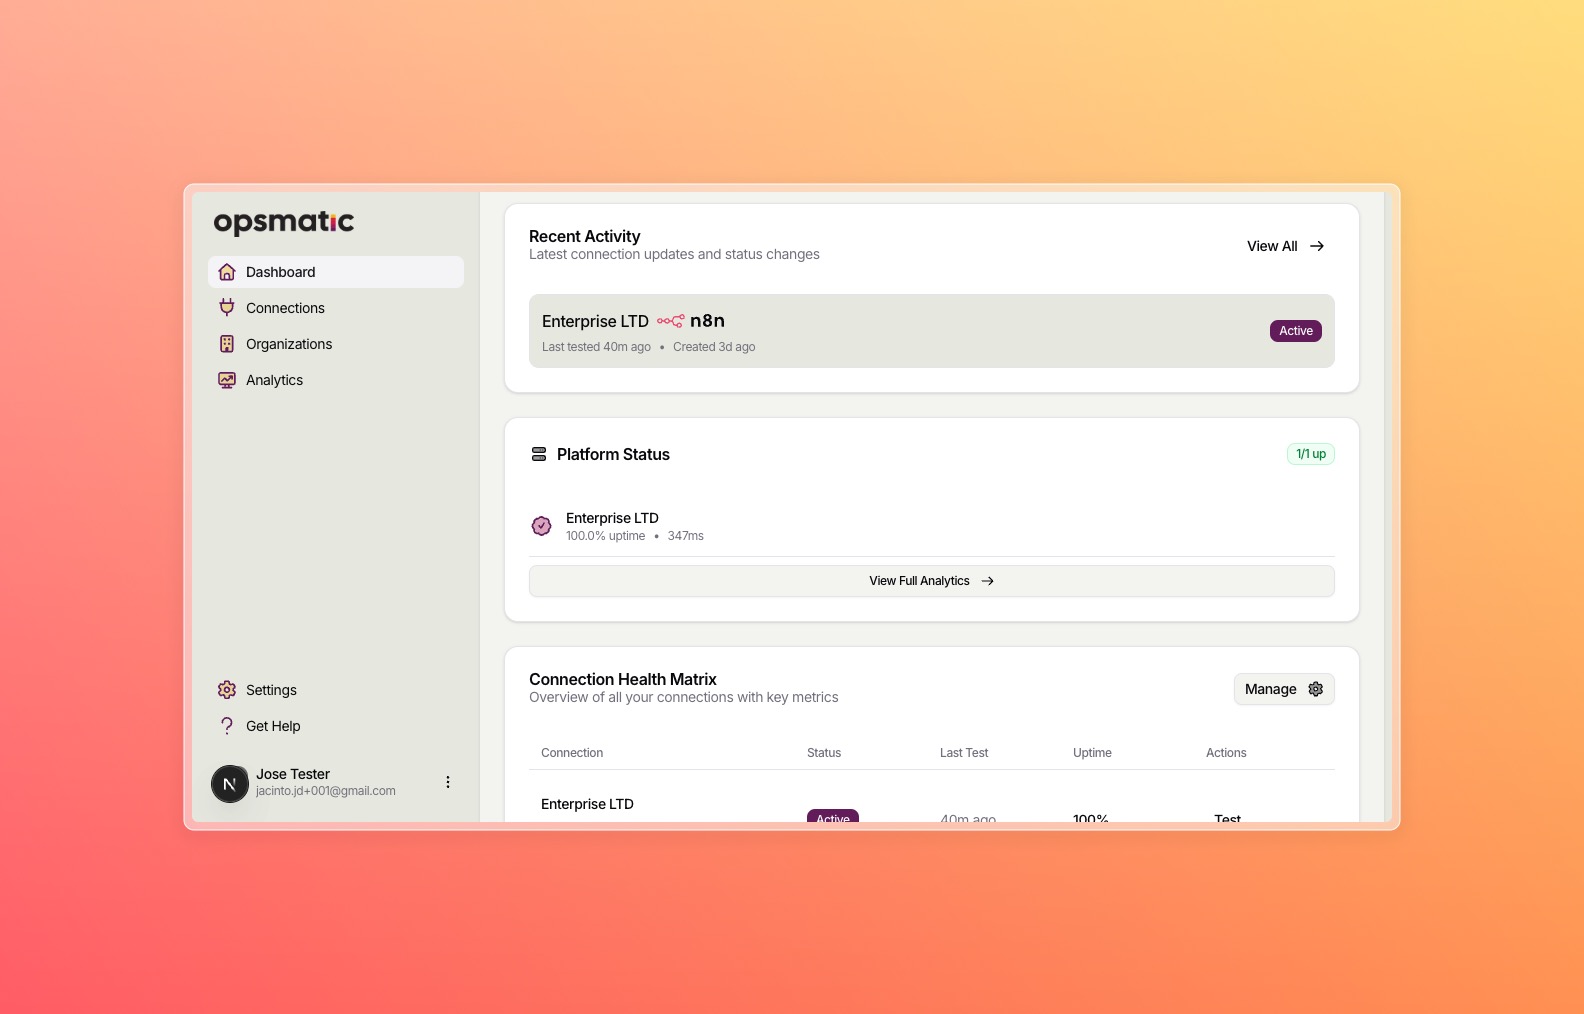 opsmatic
Dashboard
Connections
Organizations
Analytics
Settings
Get Help
N
Jose Tester
jacinto.jd+001@gmail.com
Recent Activity
Latest connection updates and status changes
View All
Enterprise LTD n8n
Last tested 40m ago • Created 3d ago
Active
Platform Status
1/1 up
Enterprise LTD
100.0% uptime • 347ms
View Full Analytics
Connection Health Matrix
Overview of all your connections with key metrics
Manage
Connection Status Last Test Uptime Actions
Enterprise LTD
Active 40m ago 100% Test